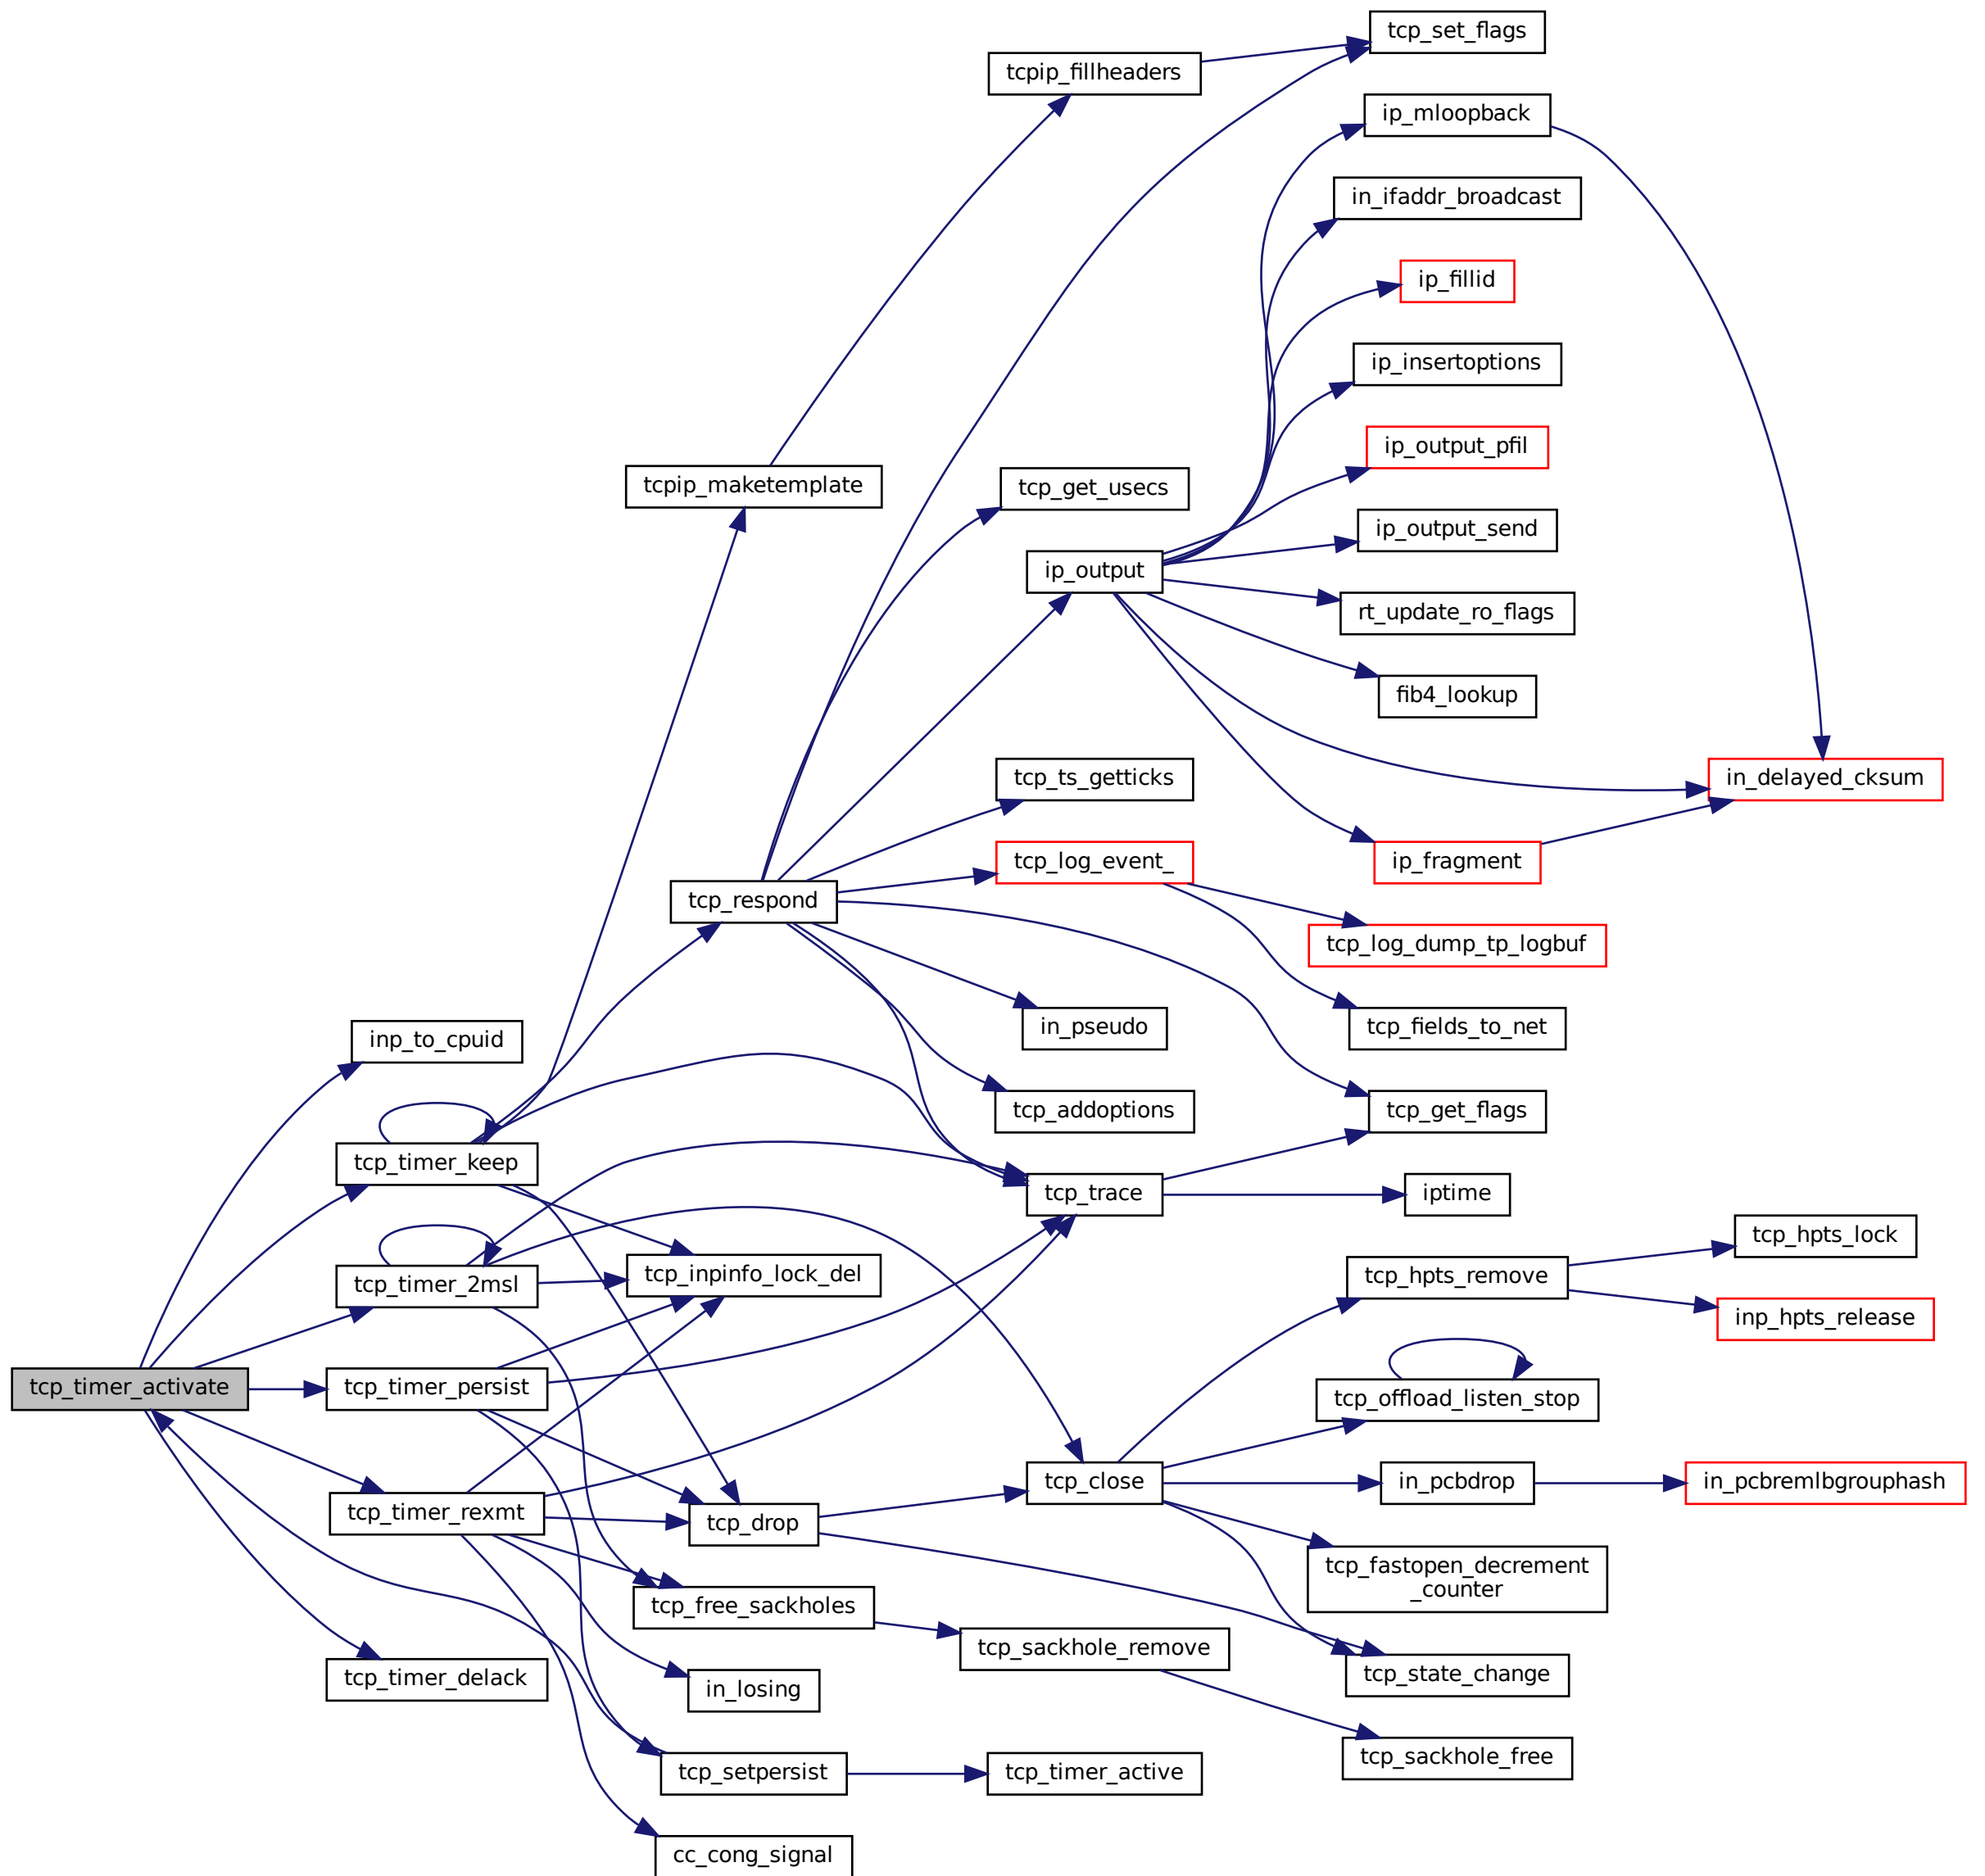 tcp_set_flags
tcpip_fillheaders
ip_mloopback
in_ifaddr_broadcast
ip_fillid
ip_insertoptions
ip_output_pfil
tcpip_maketemplate
tcp_get_usecs
ip_output_send
ip_output
rt_update_ro_flags
fib4_lookup
tcp_ts_getticks
in_delayed_cksum
tcp_log_event_
ip_fragment
tcp_respond
tcp_log_dump_tp_logbuf
inp_to_cpuid
in_pseudo
tcp_fields_to_net
tcp_addoptions
tcp_get_flags
tcp_timer_keep
tcp_trace
iptime
tcp_hpts_lock
tcp_timer_2msl
tcp_inpinfo_lock_del
tcp_hpts_remove
inp_hpts_release
tcp_timer_activate
tcp_timer_persist
tcp_offload_listen_stop
tcp_close
in_pcbdrop
in_pcbremlbgrouphash
tcp_timer_rexmt
tcp_drop
tcp_fastopen_decrement
_counter
tcp_free_sackholes
tcp_sackhole_remove
tcp_timer_delack
in_losing
tcp_state_change
tcp_sackhole_free
tcp_setpersist
tcp_timer_active
cc_cong_signal